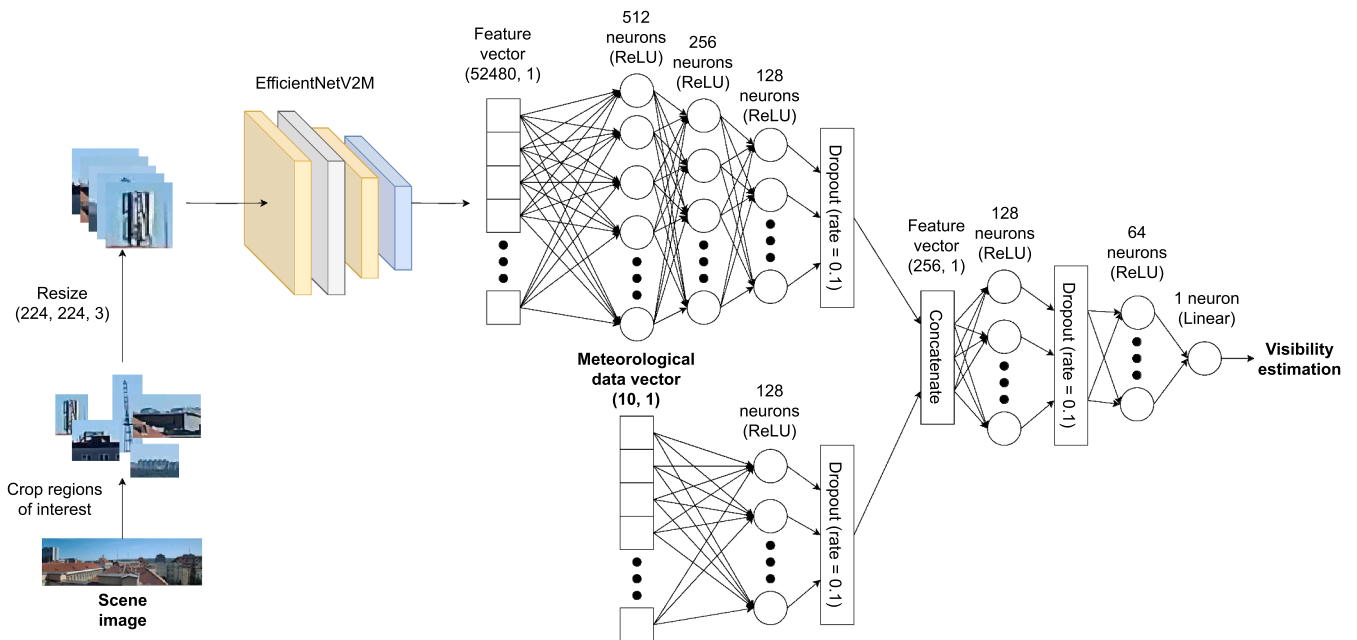 Scene
image
Crop regions
of interest
Resize
(224, 224, 3)
EfficientNetV2M
Feature
vector
(52480, 1)
512
neurons
(ReLU)
256
neurons
(ReLU)
128
neurons
(ReLU)
Dropout (rate = 0.1)
Meteorological
data vector
(10, 1)
128
neurons
(ReLU)
Dropout (rate = 0.1)
Feature
vector
(256, 1)
Concatenate
128
neurons
(ReLU)
Dropout (rate = 0.1)
64
neurons
(ReLU)
1 neuron
(Linear)
Visibility
estimation